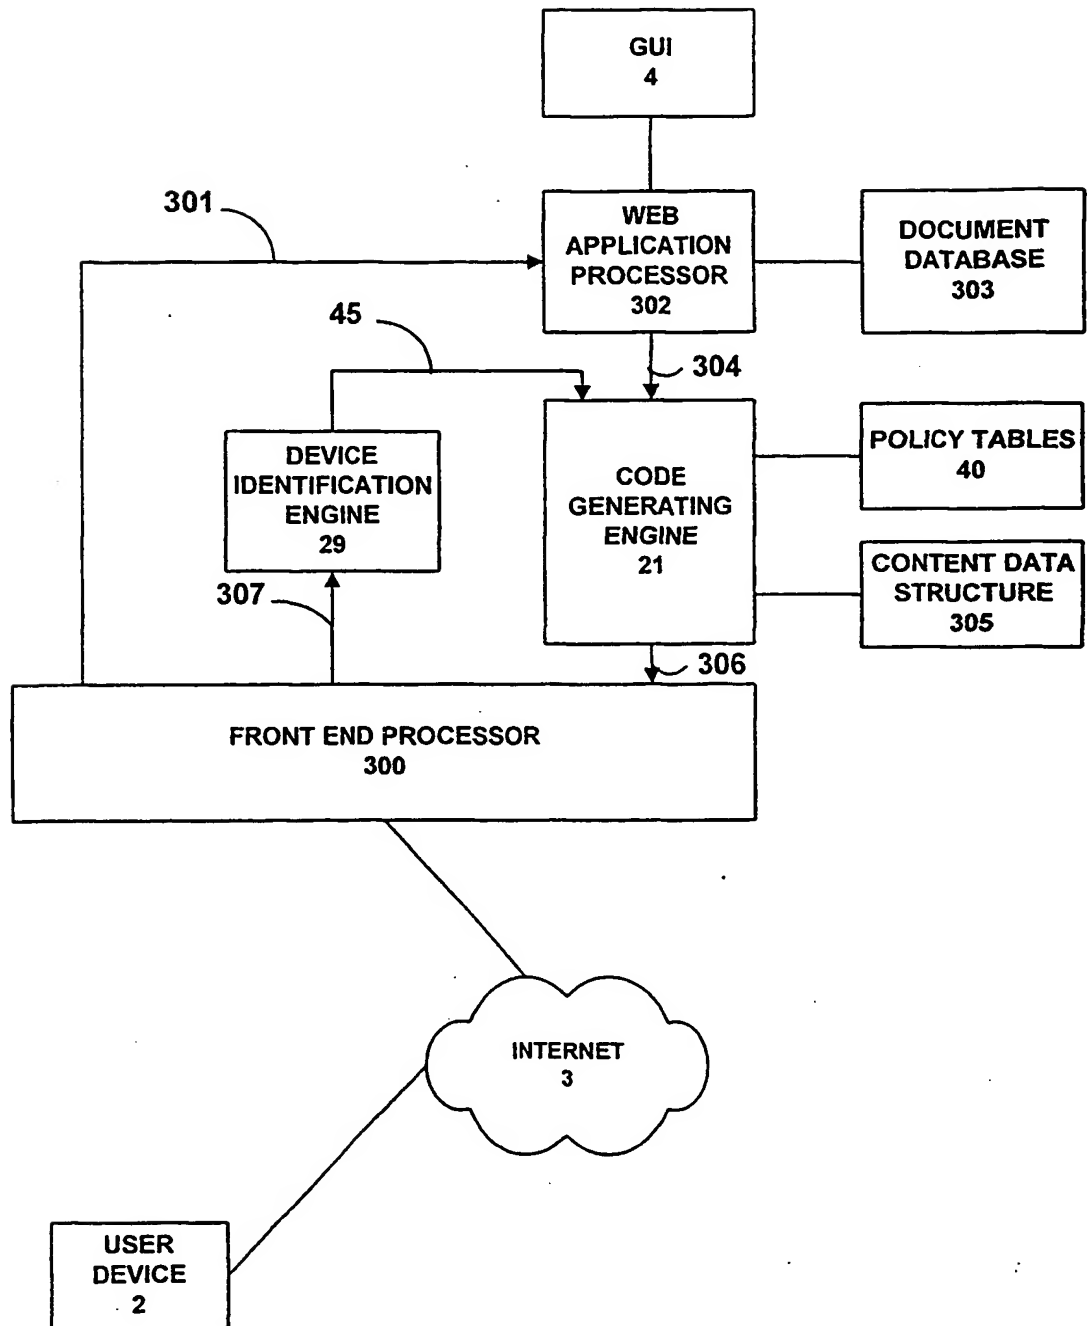 GUI
4
301
WEB
APPLICATION
PROCESSOR
302
DOCUMENT
DATABASE
303
45
304
DEVICE
IDENTIFICATION
ENGINE
29
CODE
GENERATING
ENGINE
21
POLICY TABLES
40
CONTENT DATA
STRUCTURE
305
307
306
FRONT END PROCESSOR
300
INTERNET
3
USER
DEVICE
2